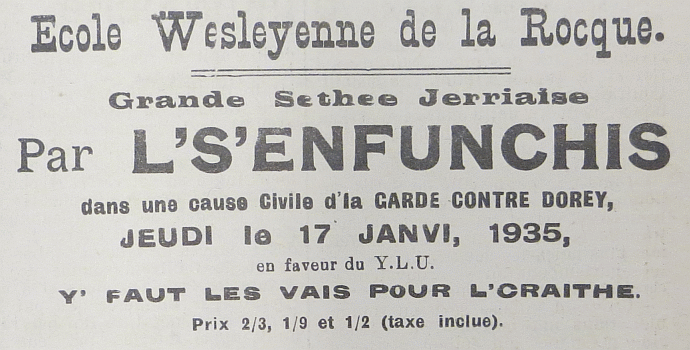 Ecole Wesleyenne de la Rocque.
Grande Sethee Jerriaise
Par L'S'ENFUNCHIS
dans une cause Civile d'la GARDE CONTRE DOREY,
JEUDI le 17 JANVI, 1935,
en faveur du Y.L.U.
Y' FAUT LES VAIS POUR L'CRAITHE.
Prix 2/3, 1/9 et 1/2 (taxe inclue).